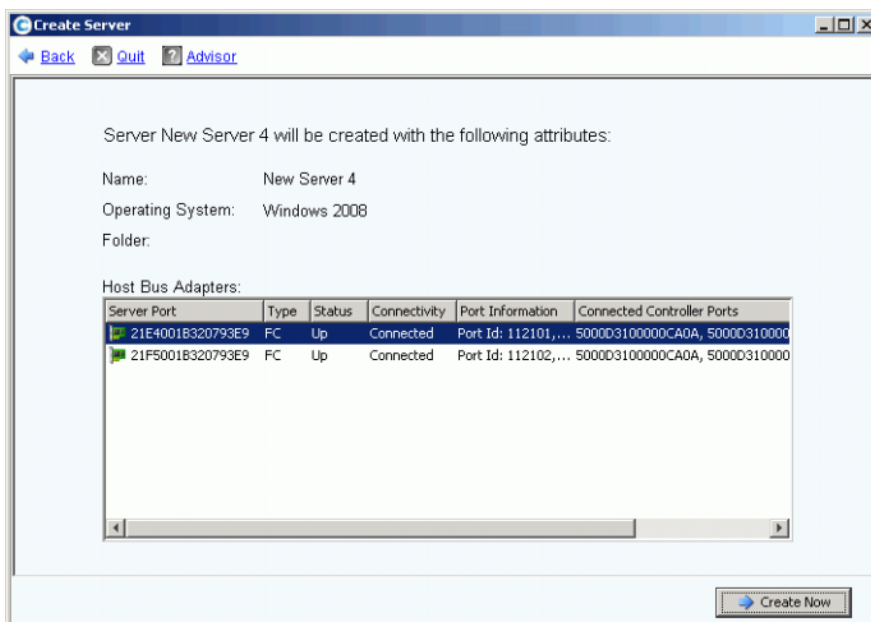 Create Server
Back Quit Advisor
Server New Server 4 will be created with the following attributes:
Name: New Server 4
Operating System: Windows 2008
Folder:
Host Bus Adapters:
Server Port Type Status Connectivity Port Information Connected Controller Ports
21E4001B320793E9 FC Up Connected Port Id: 112101,... 5000D3100000CA0A, 5000D310000
21F5001B320793E9 FC Up Connected Port Id: 112102,... 5000D3100000CA0A, 5000D310000
Create Now